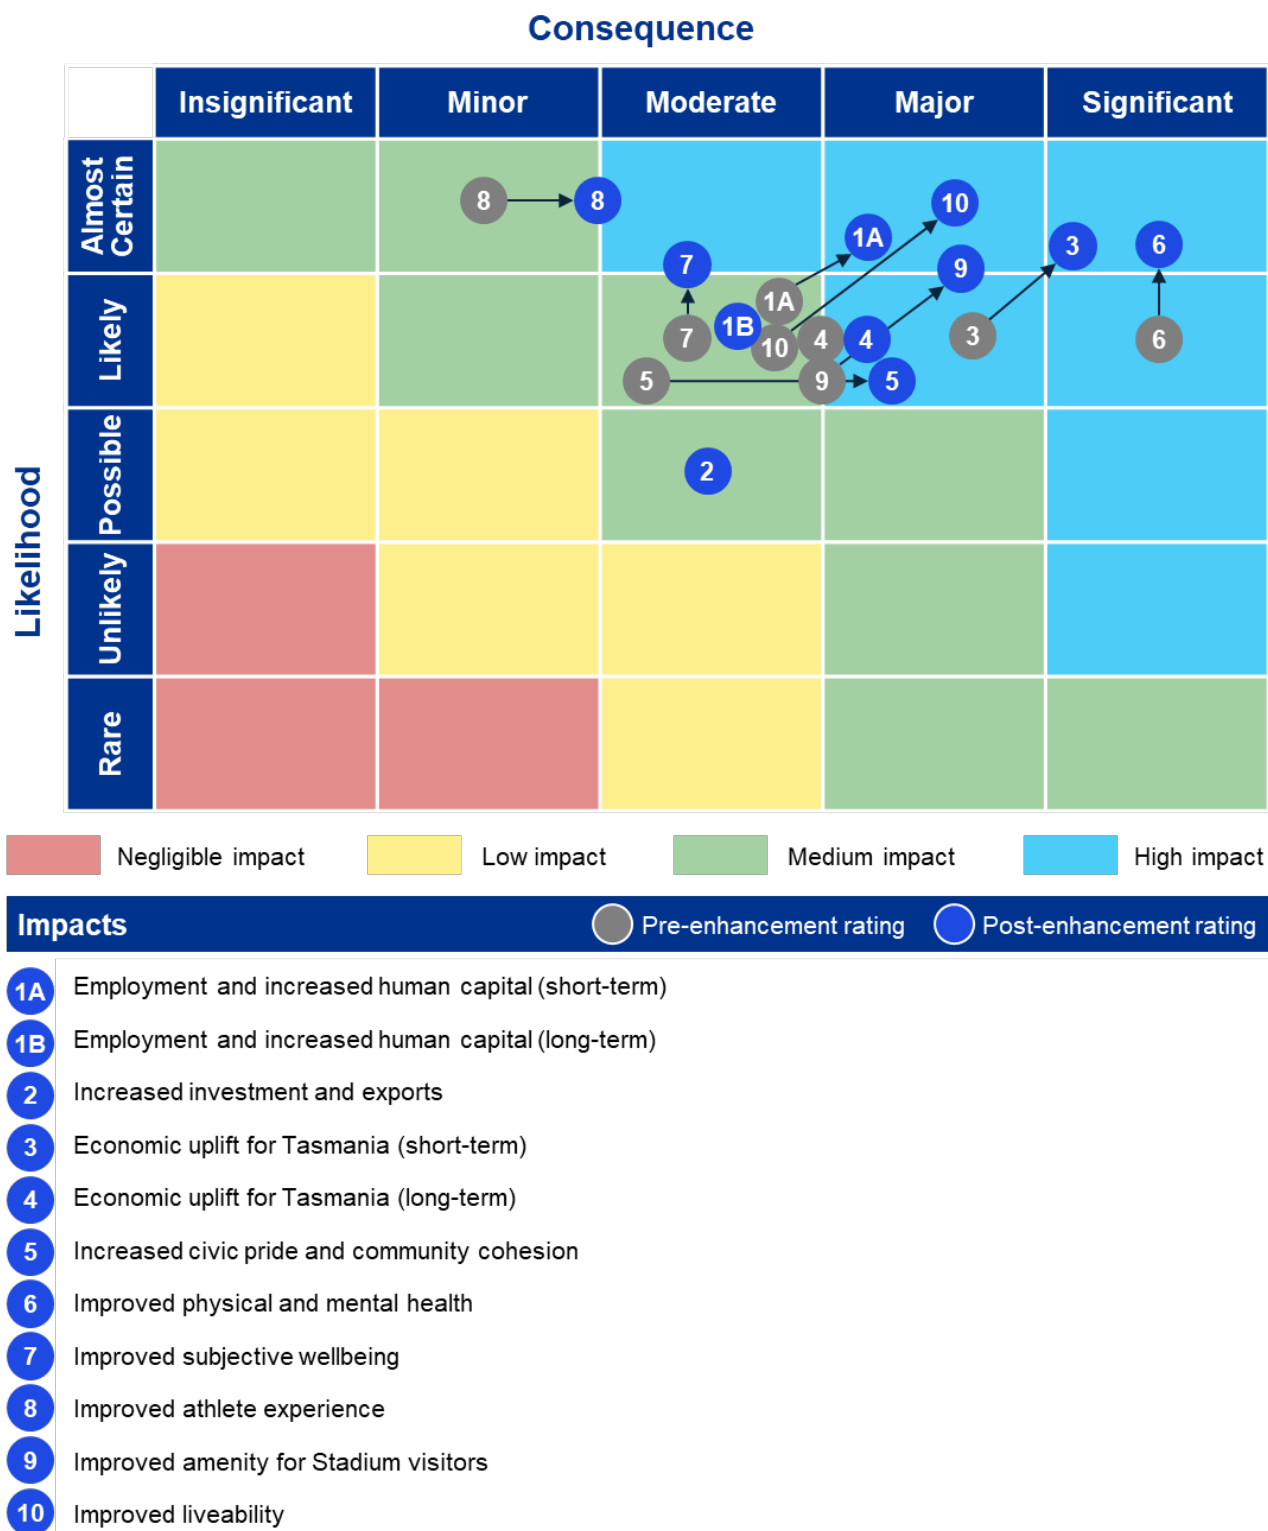 Consequence
Insignificant Minor Moderate Major Significant
Likelihood
Almost
Certain
8 8 10
1A
7 9 3 6
Likely
1A
1B
7 10 4 4 3 6
5 9 5
Possible
2
Unlikely
Rare
Negligible impact Low impact Medium impact High impact
Impacts Pre-enhancement rating Post-enhancement rating
1A Employment and increased human capital (short-term)
1B Employment and increased human capital (long-term)
2 Increased investment and exports
3 Economic uplift for Tasmania (short-term)
4 Economic uplift for Tasmania (long-term)
5 Increased civic pride and community cohesion
6 Improved physical and mental health
7 Improved subjective wellbeing
8 Improved athlete experience
9 Improved amenity for Stadium visitors
10 Improved liveability